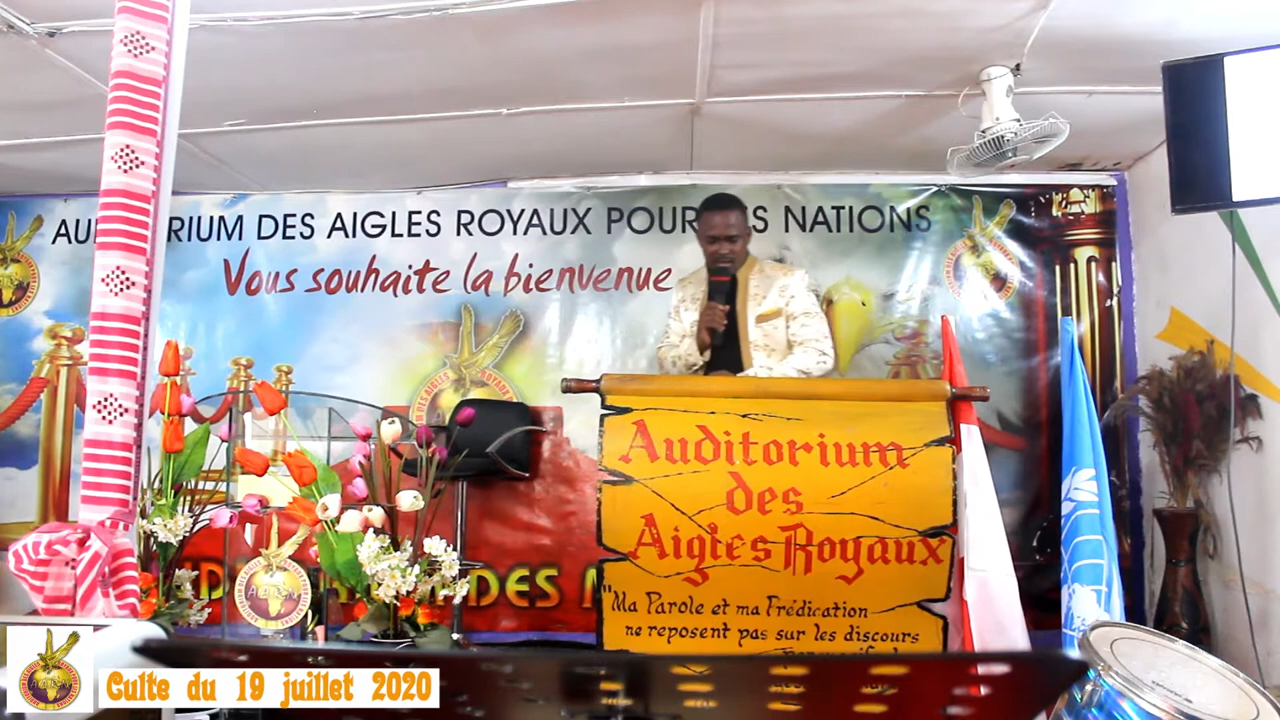 AU RIUM DES AIGLES ROYAUX POUR S NATIONS
Vous souhaite la bienvenue
Auditorium
des
Aigles Royaux
"Ma Parole et ma Prédication
ne reposent pas sur les discours
DES
A.A.R.N
Culte du 19 juillet 2020